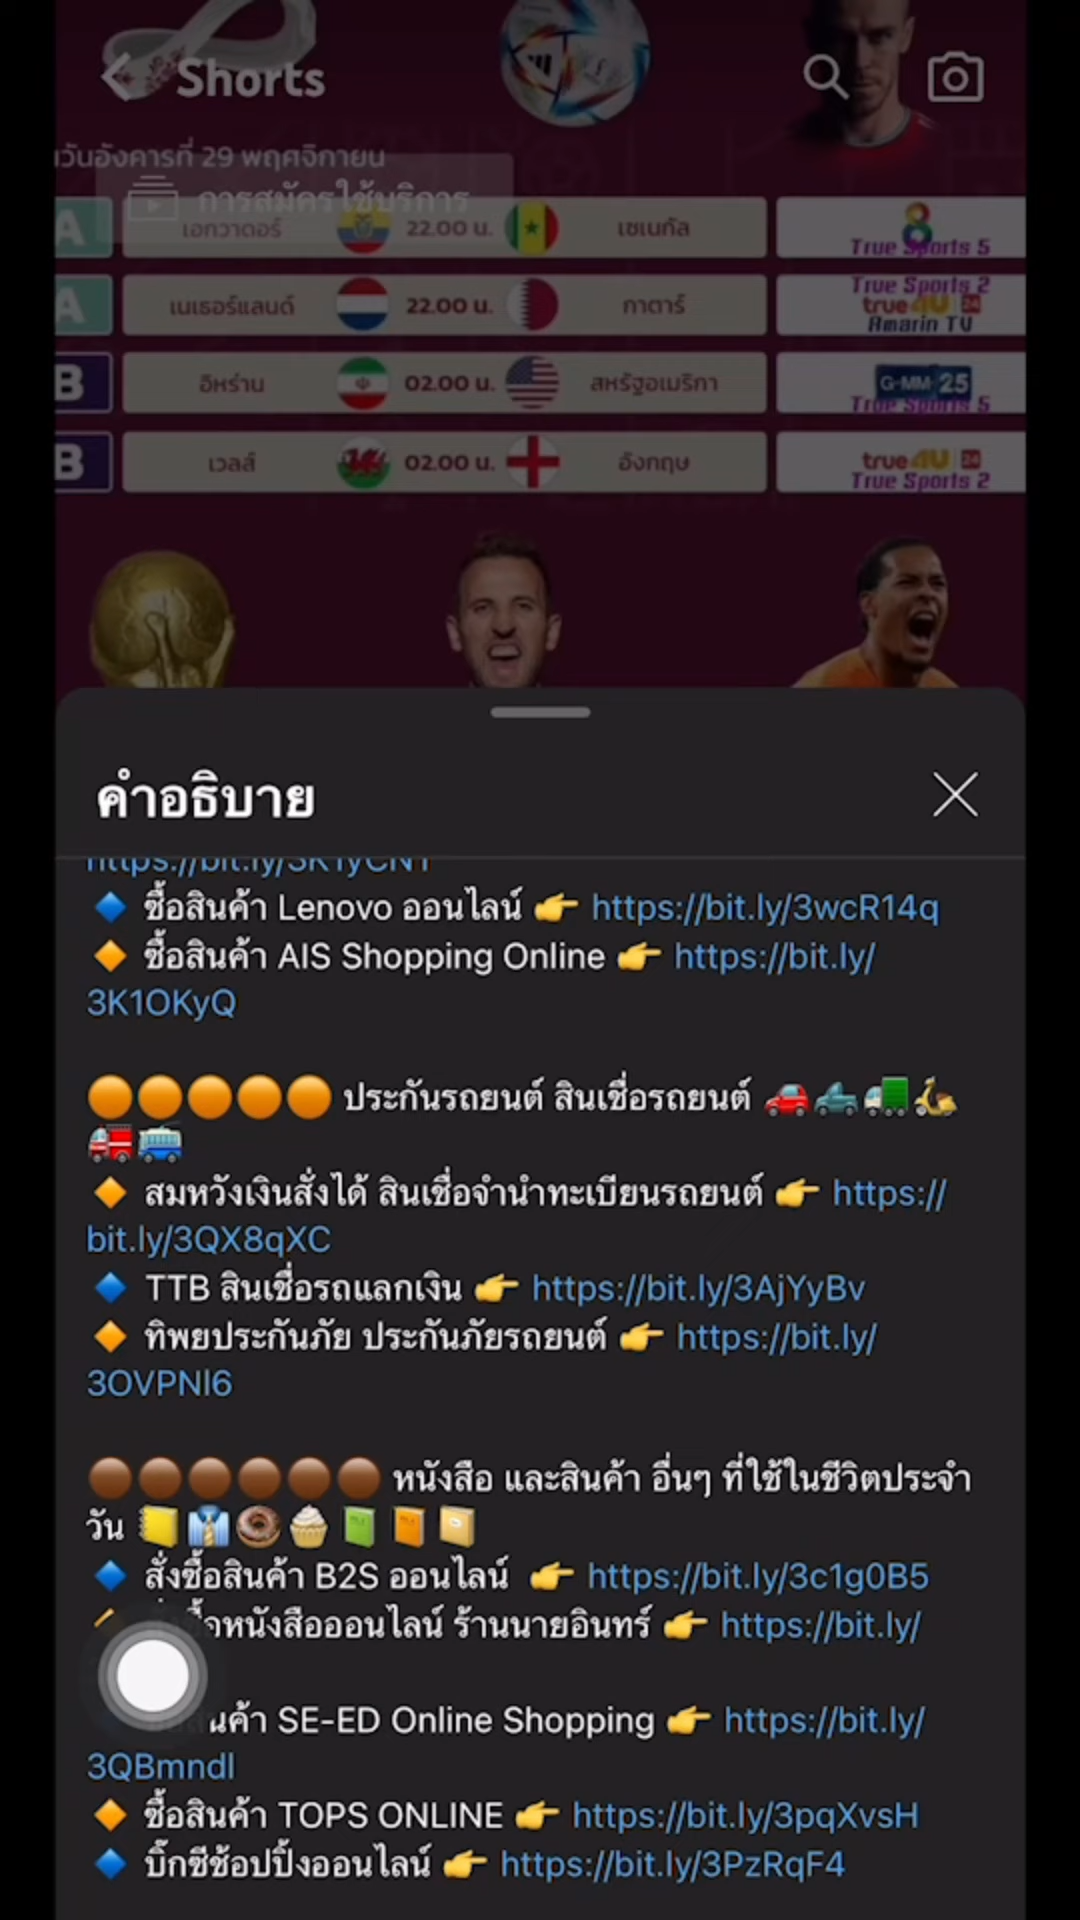 Shorts
วันอังคารที่ 29 พฤศจิกายน
การสมัครใช้บริการ
A เอกวาดอร์ 22.00 น. เซเนกัล 8 True Sports 5
A เนเธอร์แลนด์ 22.00 น. กาตาร์ True Sports 2 true4U 24 Amarin TV
B อิหร่าน 02.00 น. สหรัฐอเมริกา G-MM 25 True Sports 5
B เวลส์ 02.00 น. อังกฤษ true4U 24 True Sports 2
คำอธิบาย
🔷 ซื้อสินค้า Lenovo ออนไลน์ 👉 https://bit.ly/3wcR14q
🔶 ซื้อสินค้า AIS Shopping Online 👉 https://bit.ly/
3K1OKyQ
🟠🟠🟠🟠🟠 ประกันรถยนต์ สินเชื่อรถยนต์ 🚗🛻🚛🛵
🚒🚎
🔶 สมหวังเงินสั่งได้ สินเชื่อจำนำทะเบียนรถยนต์ 👉 https://
bit.ly/3QX8qXC
🔷 TTB สินเชื่อรถแลกเงิน 👉 https://bit.ly/3AjYyBv
🔶 ทิพยประกันภัย ประกันภัยรถยนต์ 👉 https://bit.ly/
3OVPNl6
🟤🟤🟤🟤🟤🟤 หนังสือ และสินค้า อื่นๆ ที่ใช้ในชีวิตประจำ
วัน 📒👔🍩🧁📗📙📔
🔷 สั่งซื้อสินค้า B2S ออนไลน์ 👉 https://bit.ly/3c1g0B5
หนังสือออนไลน์ ร้านนายอินทร์ 👉 https://bit.ly/
SE-ED Online Shopping 👉 https://bit.ly/
3QBmndl
🔶 ซื้อสินค้า TOPS ONLINE 👉 https://bit.ly/3pqXvsH
🔷 บิ๊กซีช้อปปิ้งออนไลน์ 👉 https://bit.ly/3PzRqF4